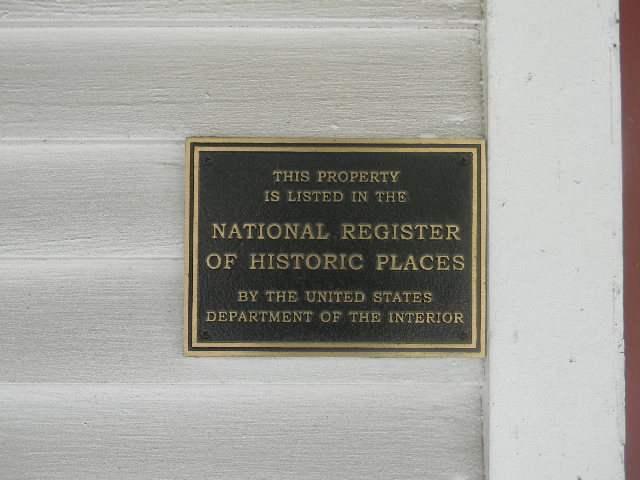 THIS PROPERTY
IS LISTED IN THE
NATIONAL REGISTER
OF HISTORIC PLACES
BY THE UNITED STATES
DEPARTMENT OF THE INTERIOR